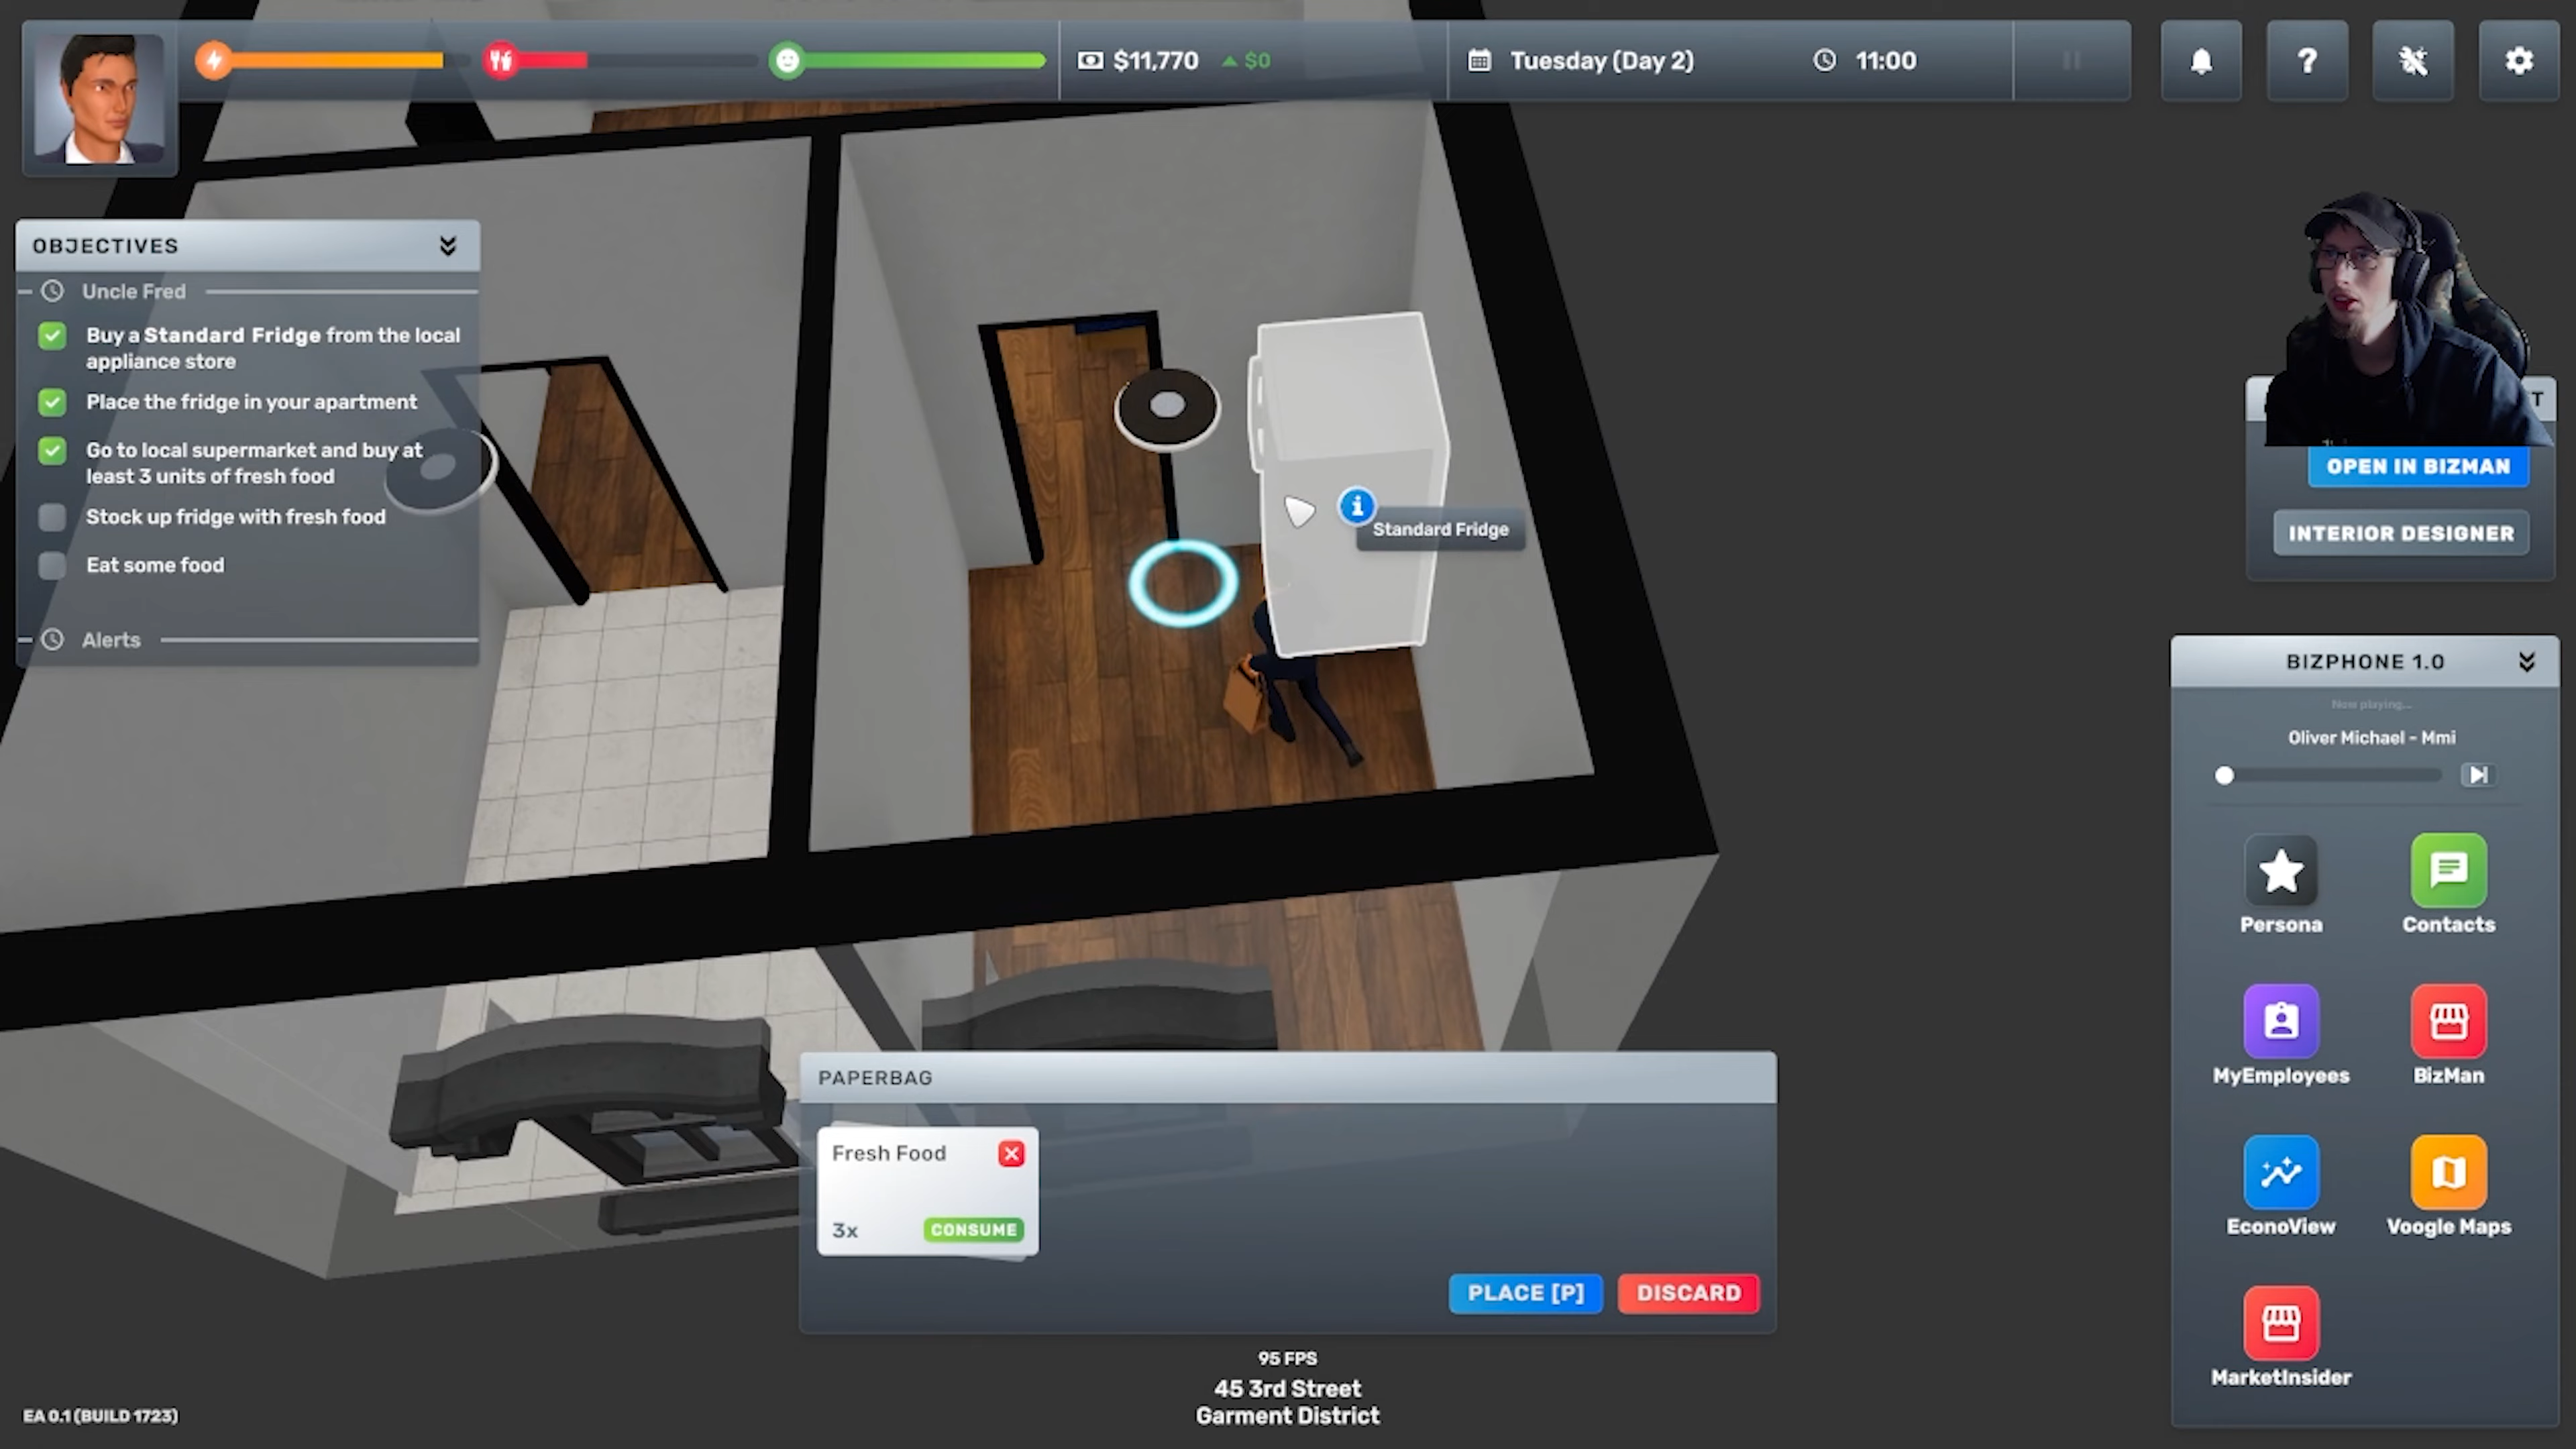 $11,770 $0
Tuesday (Day 2)
11:00
OBJECTIVES
Uncle Fred
Buy a Standard Fridge from the local
appliance store
Place the fridge in your apartment
Go to local supermarket and buy at
least 3 units of fresh food
Stock up fridge with fresh food
Eat some food
Alerts
Standard Fridge
T
OPEN IN BIZMAN
INTERIOR DESIGNER
BIZPHONE 1.0
Now playing...
Oliver Michael - Mmi
Persona
Contacts
MyEmployees
BizMan
EconoView
Voogle Maps
MarketInsider
PAPERBAG
Fresh Food
3x
CONSUME
PLACE [P]
DISCARD
95 FPS
45 3rd Street
Garment District
EA 0.1 (BUILD 1723)